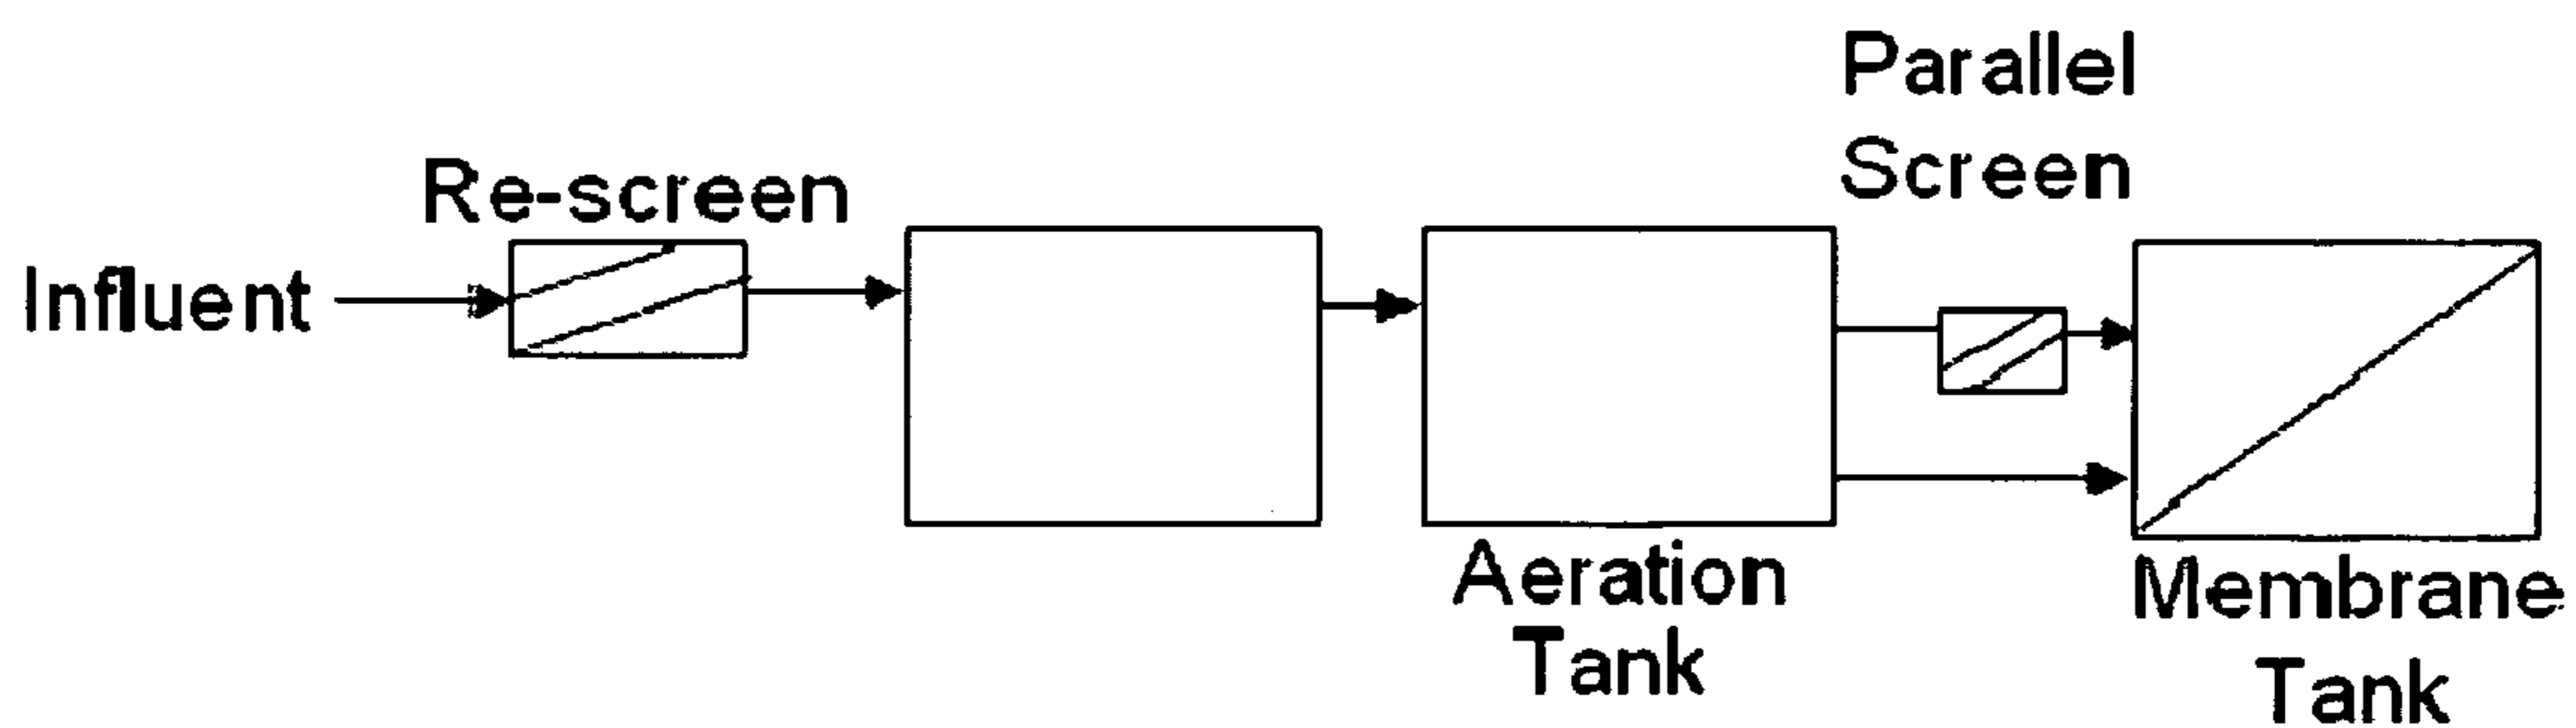 Influent
Re-screen
Aeration
Tank
Parallel
Screen
Membrane
Tank